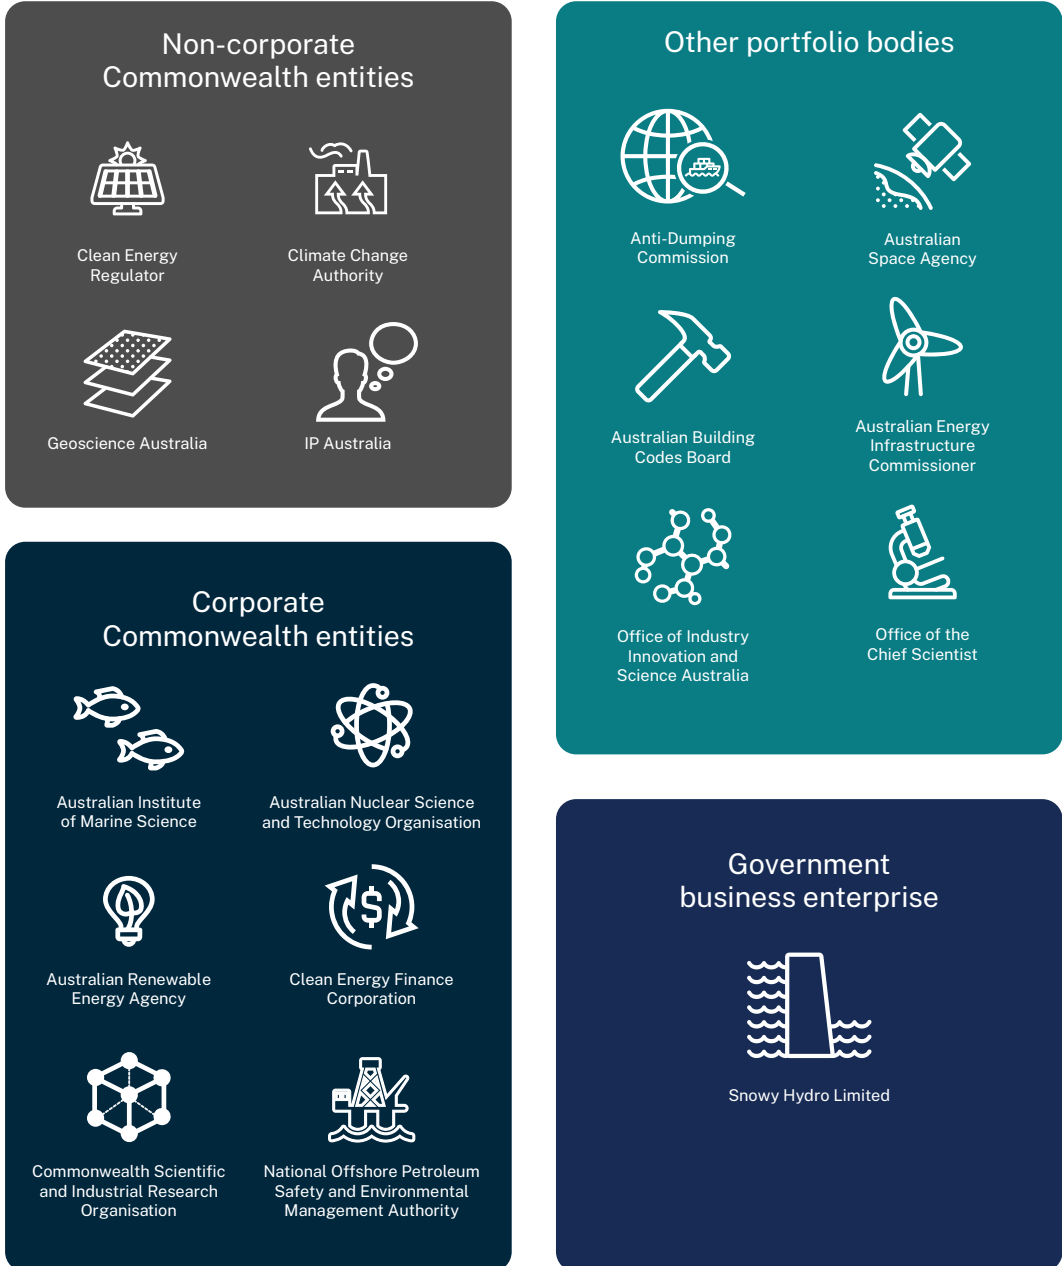 Non-corporate
Commonwealth entities
Clean Energy
Regulator
Climate Change
Authority
Geoscience Australia
IP Australia
Corporate
Commonwealth entities
Australian Institute
of Marine Science
Australian Nuclear Science
and Technology Organisation
Australian Renewable
Energy Agency
Clean Energy Finance
Corporation
Commonwealth Scientific
and Industrial Research
Organisation
National Offshore Petroleum
Safety and Environmental
Management Authority
Other portfolio bodies
Anti-Dumping
Commission
Australian
Space Agency
Australian Building
Codes Board
Australian Energy
Infrastructure
Commissioner
Office of Industry
Innovation and
Science Australia
Office of the
Chief Scientist
Government
business enterprise
$
Snowy Hydro Limited